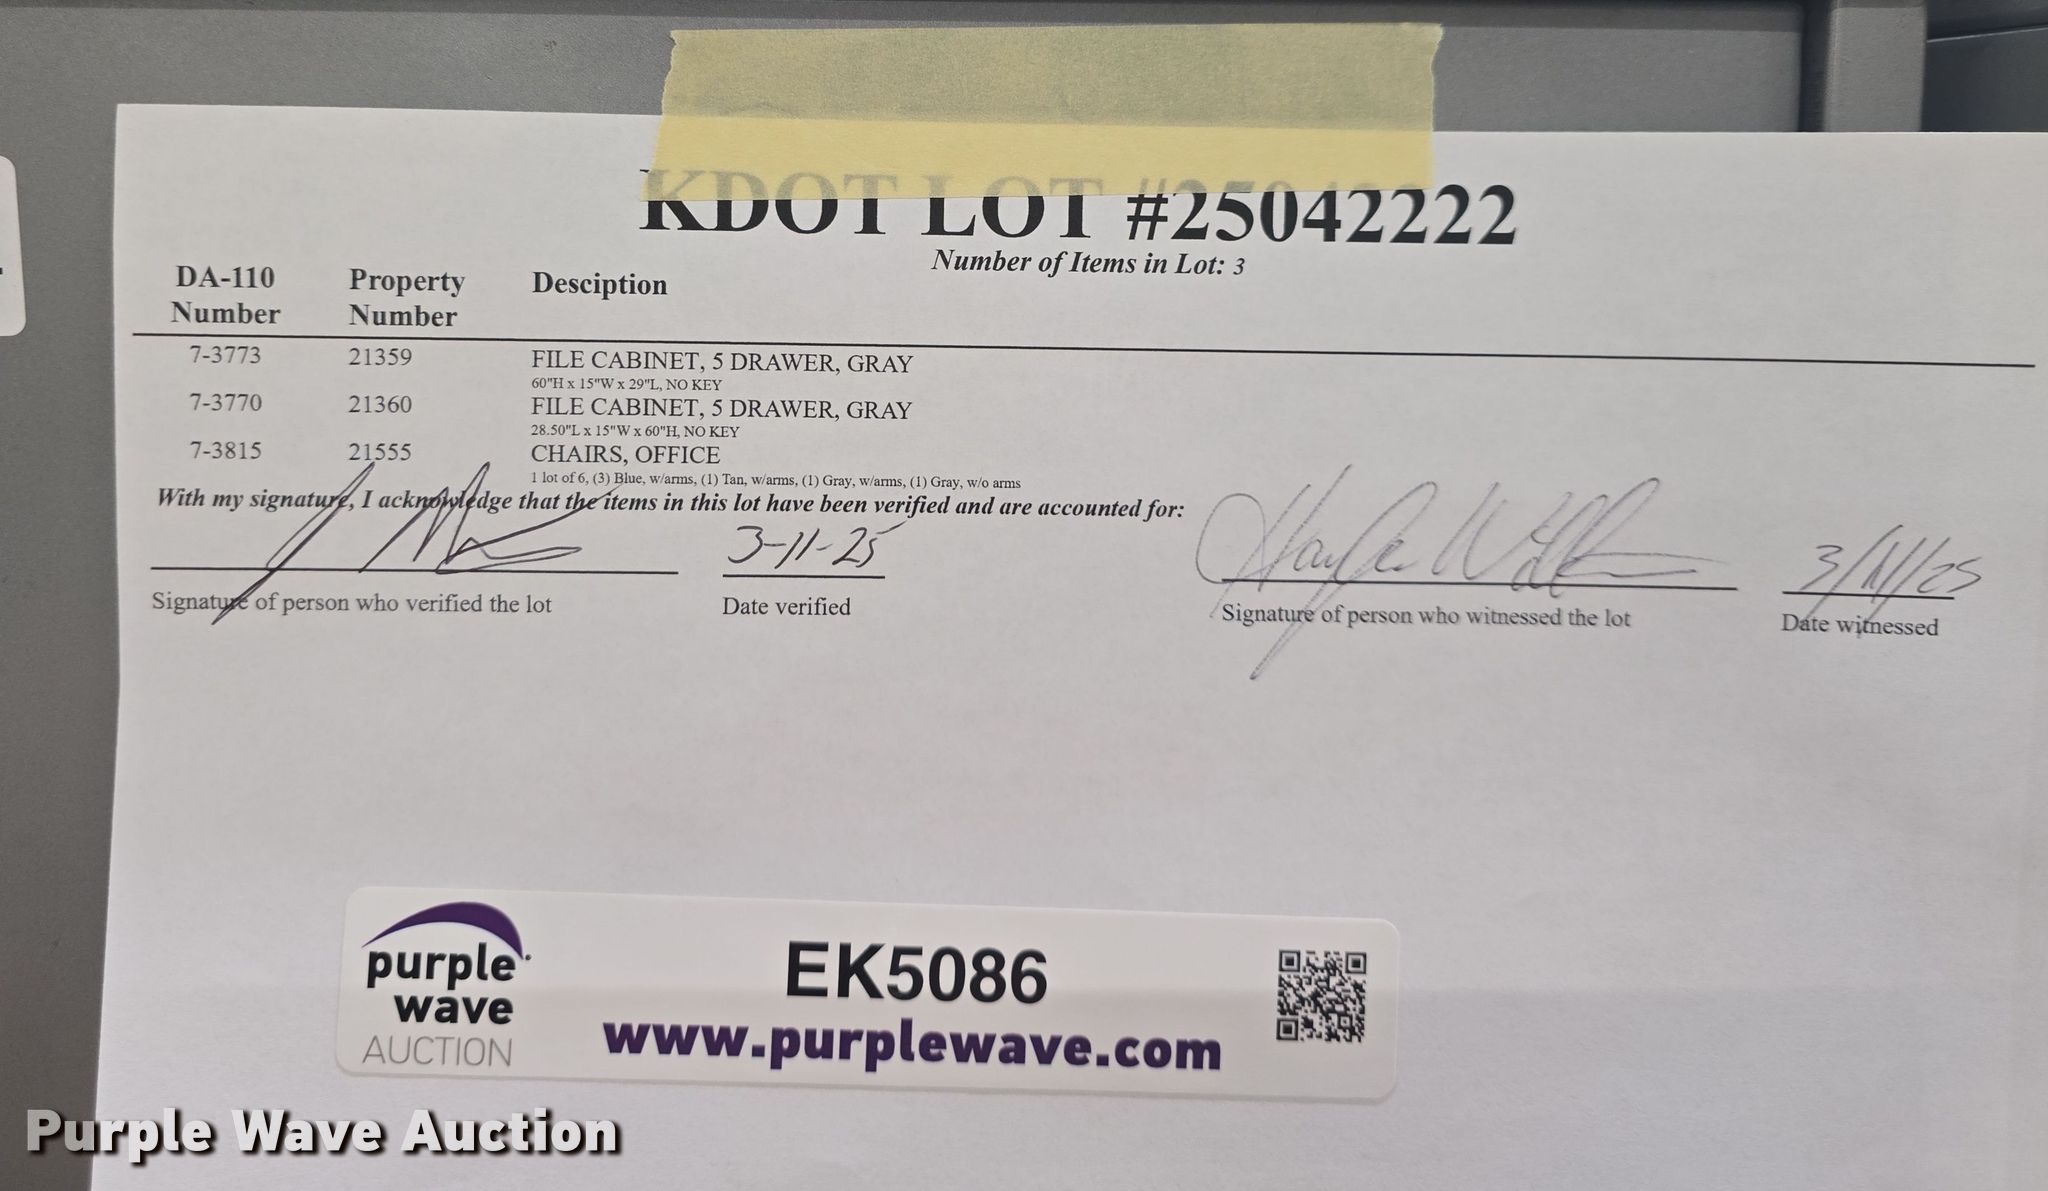 KDOT LOT #25042222
Number of Items in Lot: 3
DA-110 Number
Property Number
Desciption
7-3773 21359 FILE CABINET, 5 DRAWER, GRAY
60"H x 15"W x 29"L, NO KEY
7-3770 21360 FILE CABINET, 5 DRAWER, GRAY
28.50"L x 15"W x 60"H, NO KEY
7-3815 21555 CHAIRS, OFFICE
1 lot of 6, (3) Blue, w/arms, (1) Tan, w/arms, (1) Gray, w/arms, (1) Gray, w/o arms
With my signature, I acknowledge that the items in this lot have been verified and are accounted for:
3-11-25
3/11/25
Signature of person who verified the lot
Date verified
Signature of person who witnessed the lot
Date witnessed
purple
wave
AUCTION
EK5086
www.purplewave.com
Purple Wave Auction